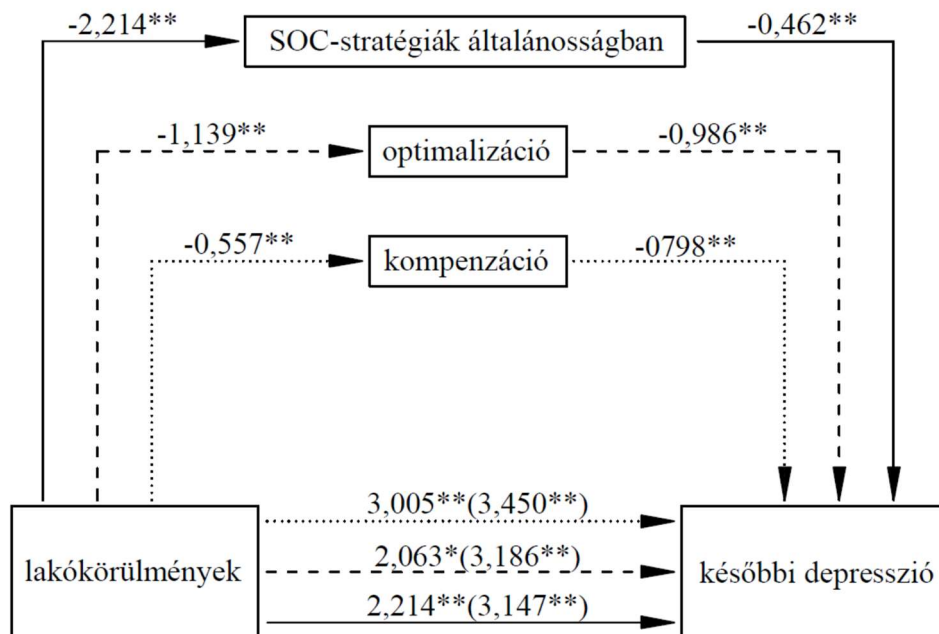 -2,214**
SOC-stratégiák általánosságban
-0,462**
-1,139**
optimalizáció
-0,986**
-0,557**
kompenzáció
-0798**
lakókörülmények
3,005**(3,450**)
2,063*(3,186**)
2,214**(3,147**)
későbbi depresszió